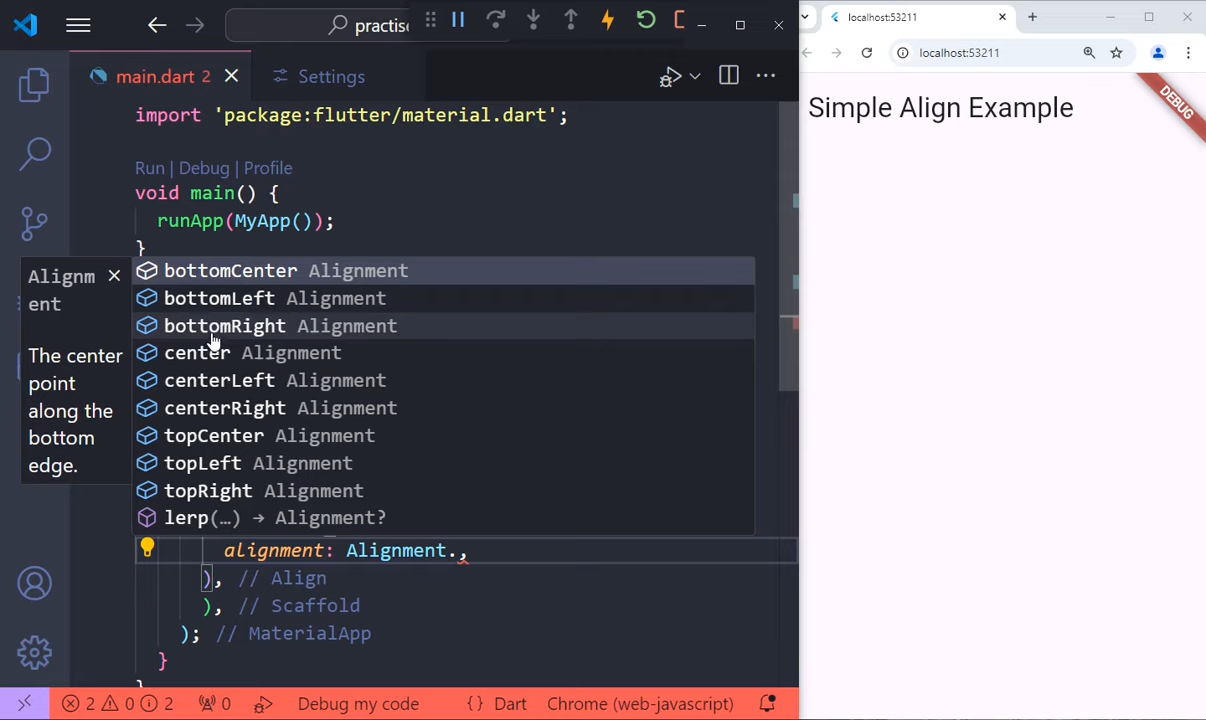 practise
main.dart 2
Settings
import 'package:flutter/material.dart';
Run | Debug | Profile
void main() {
runApp(MyApp());
}
Alignm
ent
The center
point
along the
bottom
edge.
bottomCenter Alignment
bottomLeft Alignment
bottomRight Alignment
center Alignment
centerLeft Alignment
centerRight Alignment
topCenter Alignment
topLeft Alignment
topRight Alignment
lerp(…) → Alignment?
alignment: Alignment.,
), // Align
), // Scaffold
); // MaterialApp
}
2 0 2 0 Debug my code { } Dart Chrome (web-javascript)
localhost:53211
localhost:53211
Simple Align Example
DEBUG